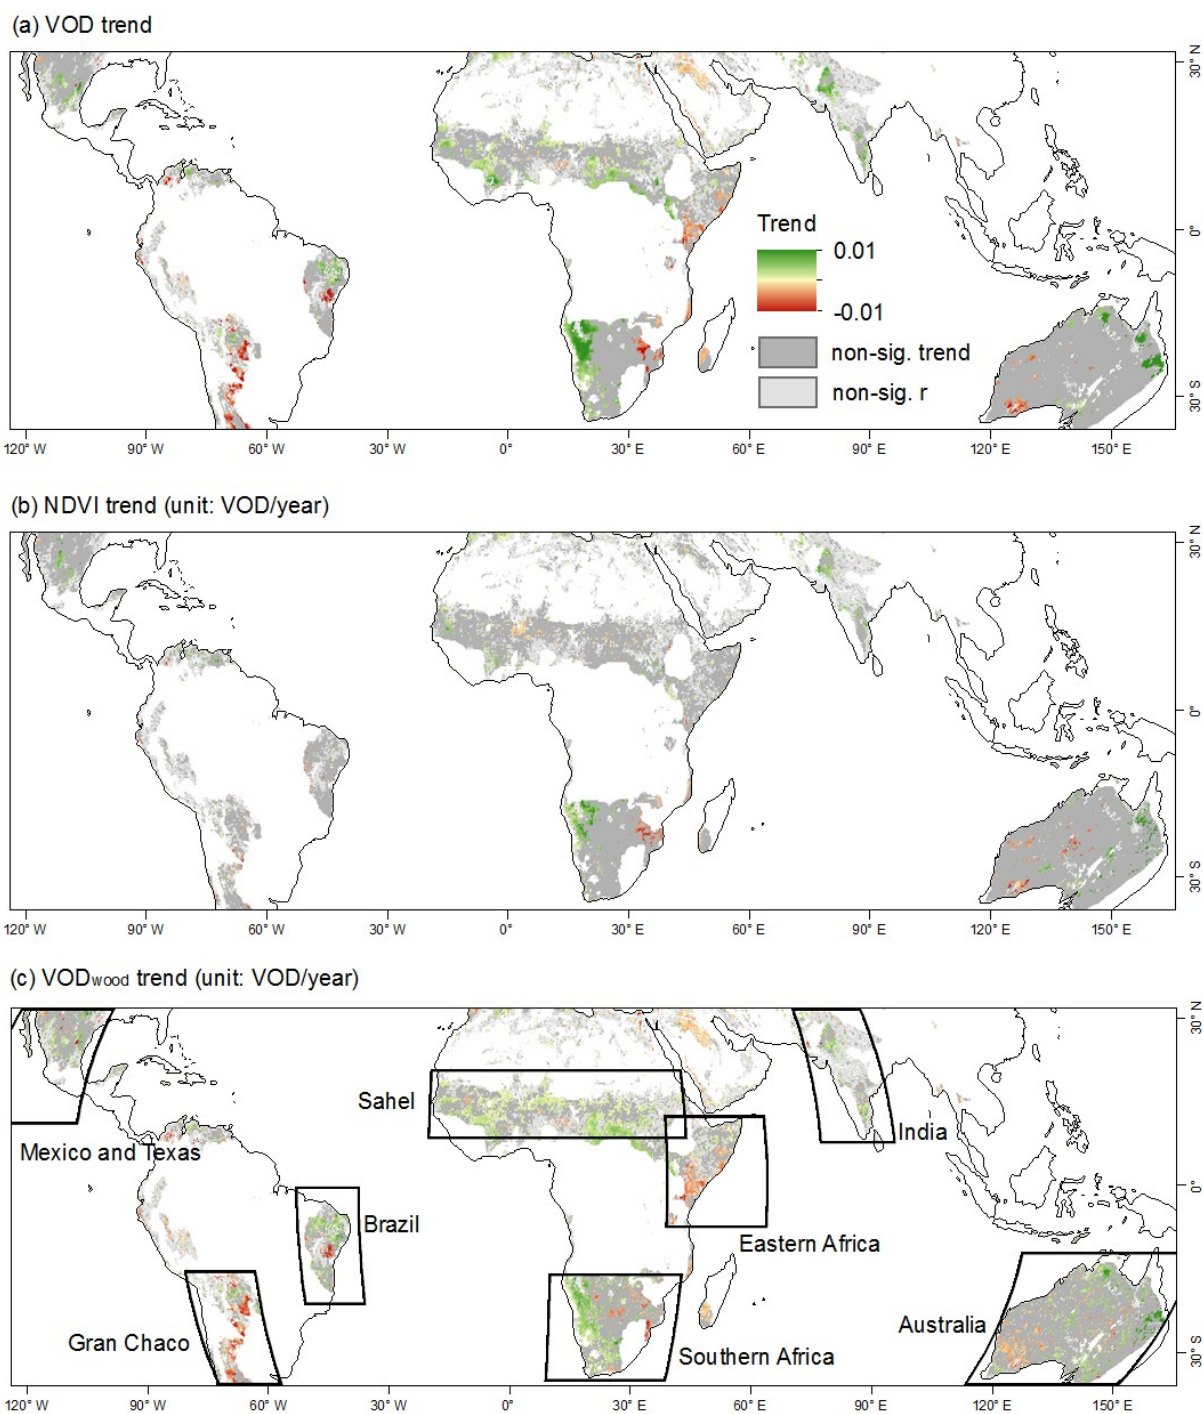 (a) VOD trend
30° N
0°
30° S
Trend
0.01
-0.01
non-sig. trend
non-sig. r
120° W 90° W 60° W 30° W 0° 30° E 60° E 90° E 120° E 150° E
(b) NDVI trend (unit: VOD/year)
30° N
0°
30° S
120° W 90° W 60° W 30° W 0° 30° E 60° E 90° E 120° E 150° E
(c) VODwood trend (unit: VOD/year)
30° N
0°
30° S
Sahel
India
Mexico and Texas
Brazil
Eastern Africa
Australia
Gran Chaco
Southern Africa
120° W 90° W 60° W 30° W 0° 30° E 60° E 90° E 120° E 150° E